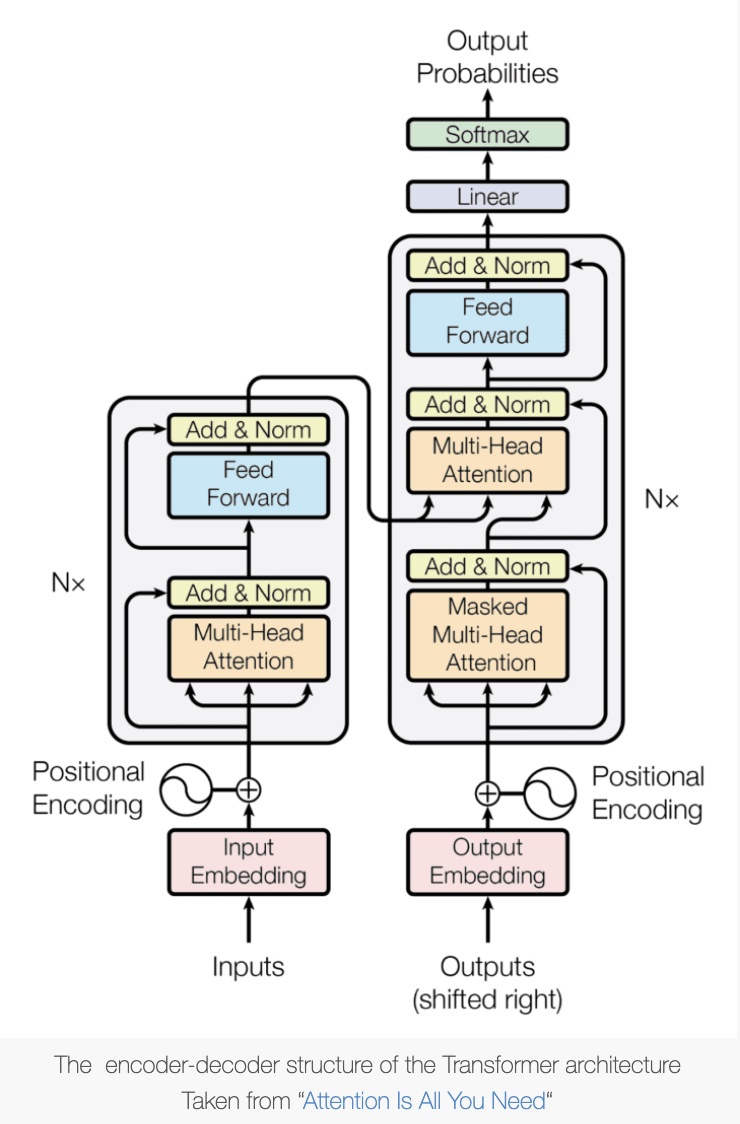 Output
Probabilities
Softmax
Linear
Add & Norm
Feed
Forward
Add & Norm
Multi-Head
Attention
Nx
Add & Norm
Masked
Multi-Head
Attention
Add & Norm
Feed
Forward
Nx
Add & Norm
Multi-Head
Attention
Positional
Encoding
Positional
Encoding
Input
Embedding
Output
Embedding
Inputs
Outputs
(shifted right)
The encoder-decoder structure of the Transformer architecture
Taken from “Attention Is All You Need“